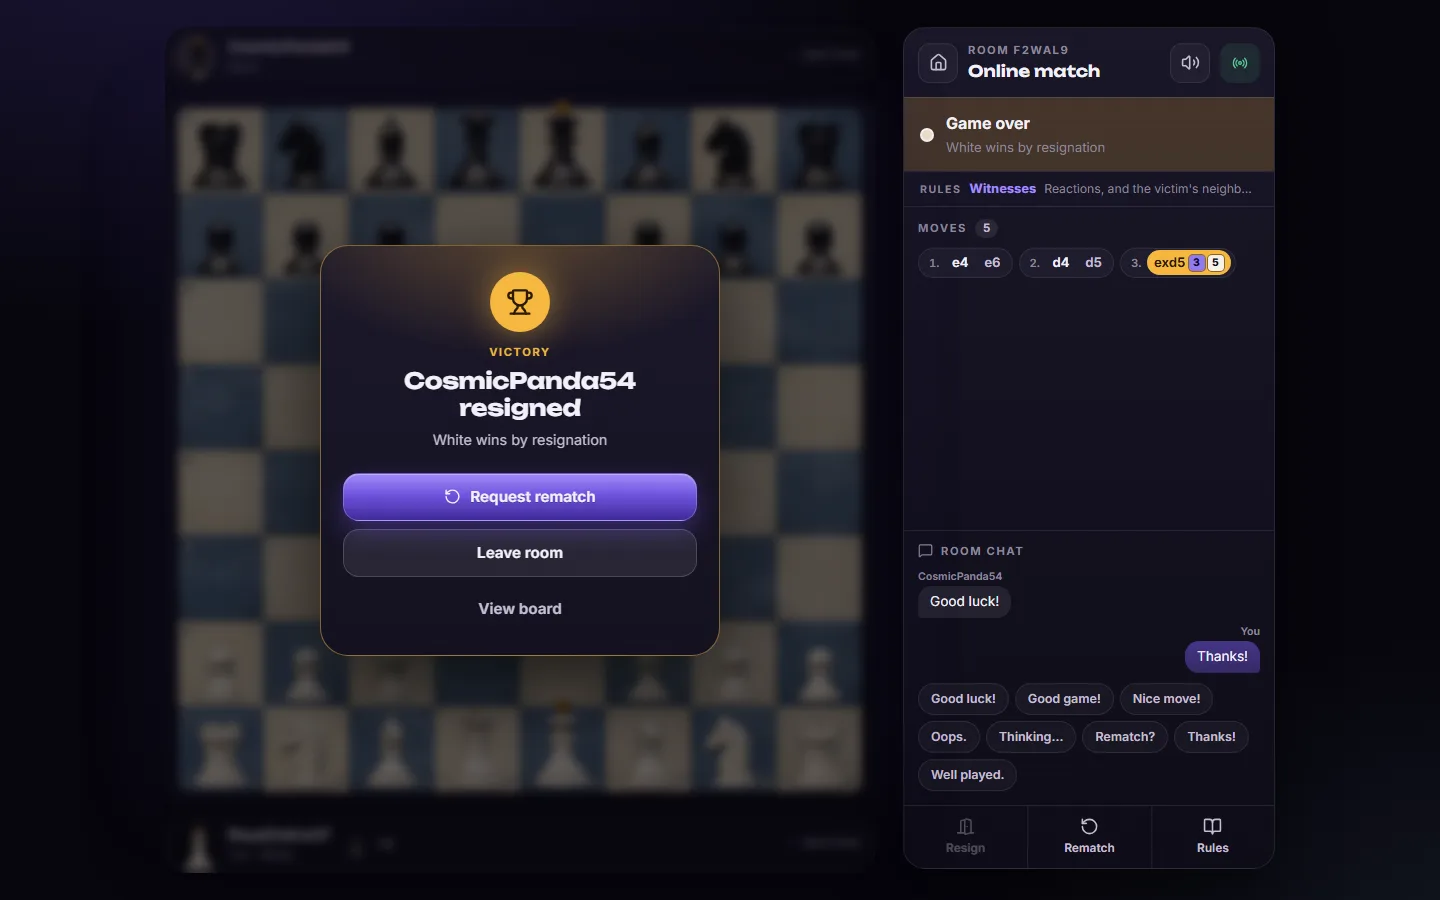 ROOM F2WAL9
Online match
Game over
White wins by resignation
RULES Witnesses Reactions, and the victim's neighb...
MOVES 5
1. e4 e6 2. d4 d5 3. exd5 3 5
VICTORY
CosmicPanda54
resigned
White wins by resignation
Request rematch
Leave room
View board
ROOM CHAT
CosmicPanda54
Good luck!
You
Thanks!
Good luck! Good game! Nice move!
Oops. Thinking... Rematch? Thanks!
Well played.
Resign Rematch Rules